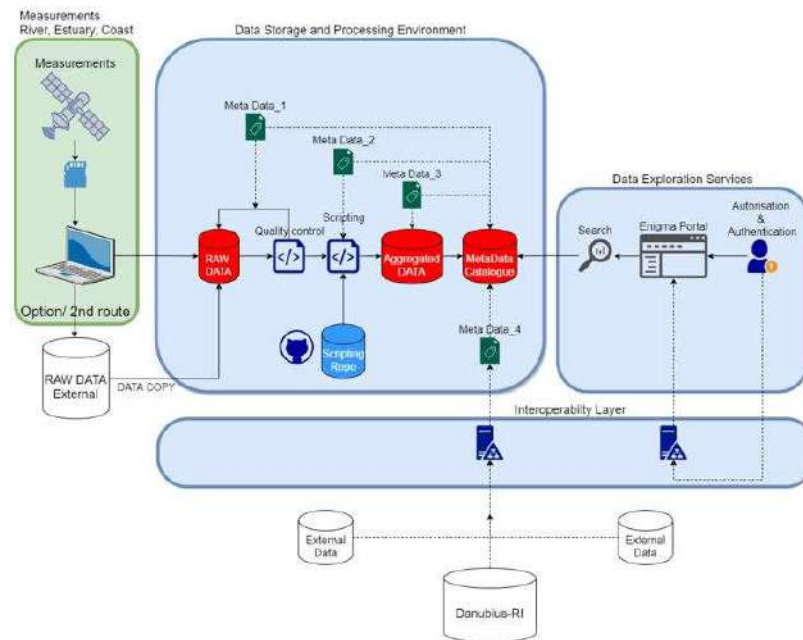 Measurements
River, Estuary, Coast
Measurements
Option/ 2nd route
RAW DATA
External
DATA COPY
Data Storage and Processing Environment
Meta Data_1
Meta Data_2
Meta Data_3
Scripting
Quality control
RAW
DATA
Aggregated
DATA
MetaData
Catalogue
Scripting
Repo
Meta Data_4
Data Exploration Services
Autorisation
&
Authentication
Enigma Portal
Search
Interoperability Layer
External
Data
External
Data
Danubius-RI